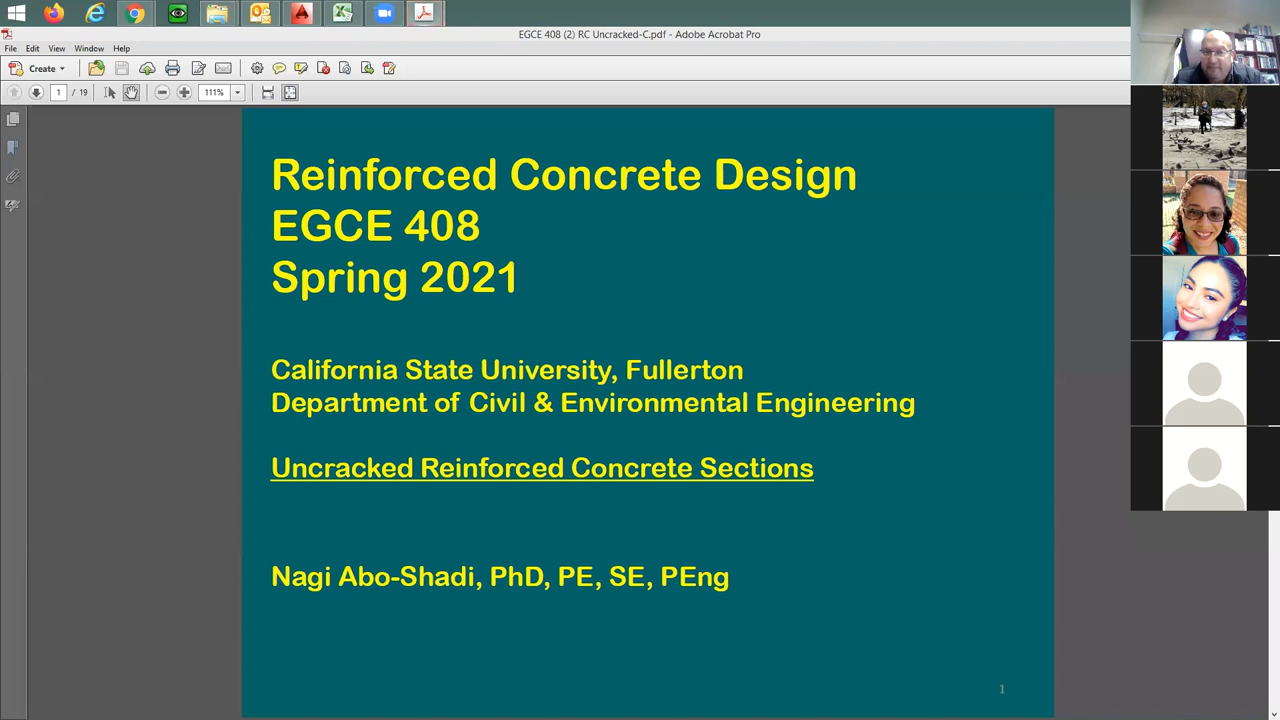 EGCE 408 (2) RC Uncracked-C.pdf - Adobe Acrobat Pro
File Edit View Window Help
Create
1 / 19 111%
Reinforced Concrete Design
EGCE 408
Spring 2021
California State University, Fullerton
Department of Civil & Environmental Engineering
Uncracked Reinforced Concrete Sections
Nagi Abo-Shadi, PhD, PE, SE, PEng
1